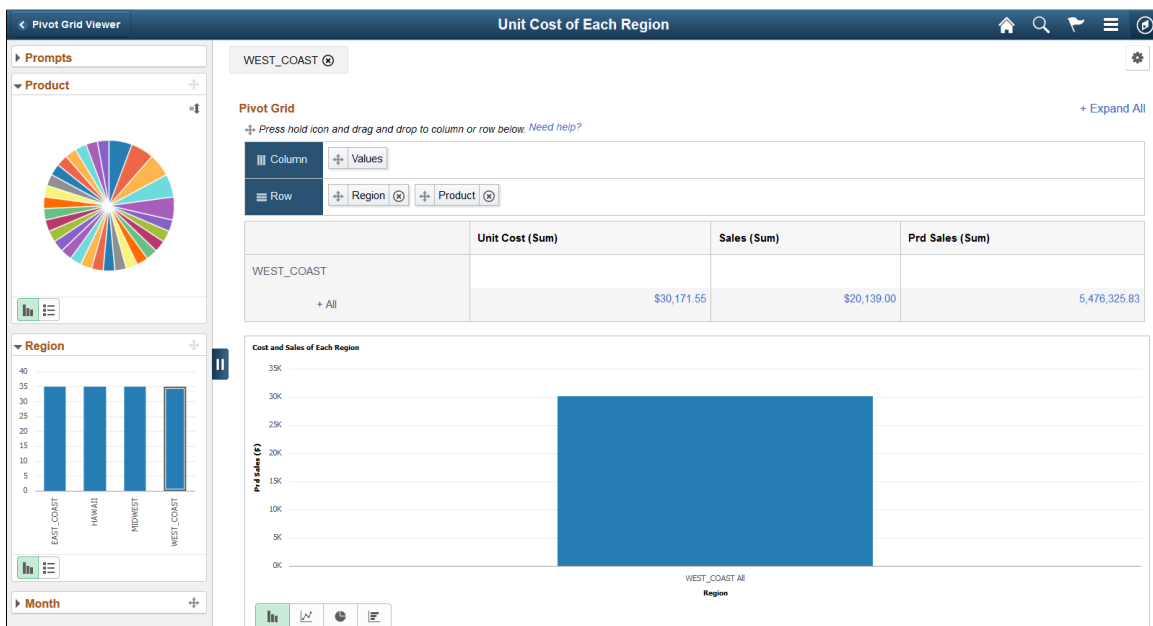 Pivot Grid Viewer
Unit Cost of Each Region
Prompts
Product
Region
40
35
30
25
20
15
10
5
0
EAST_COAST
HAWAII
MIDWEST
WEST_COAST
Month
WEST_COAST
Pivot Grid
+ Expand All
Press hold icon and drag and drop to column or row below. Need help?
Column Values
Row Region Product
Unit Cost (Sum) Sales (Sum) Prd Sales (Sum)
WEST_COAST
+ All $30,171.55 $20,139.00 5,476,325.83
Cost and Sales of Each Region
35K
30K
25K
20K
15K
10K
5K
0K
Prd Sales ($)
WEST_COAST All
Region